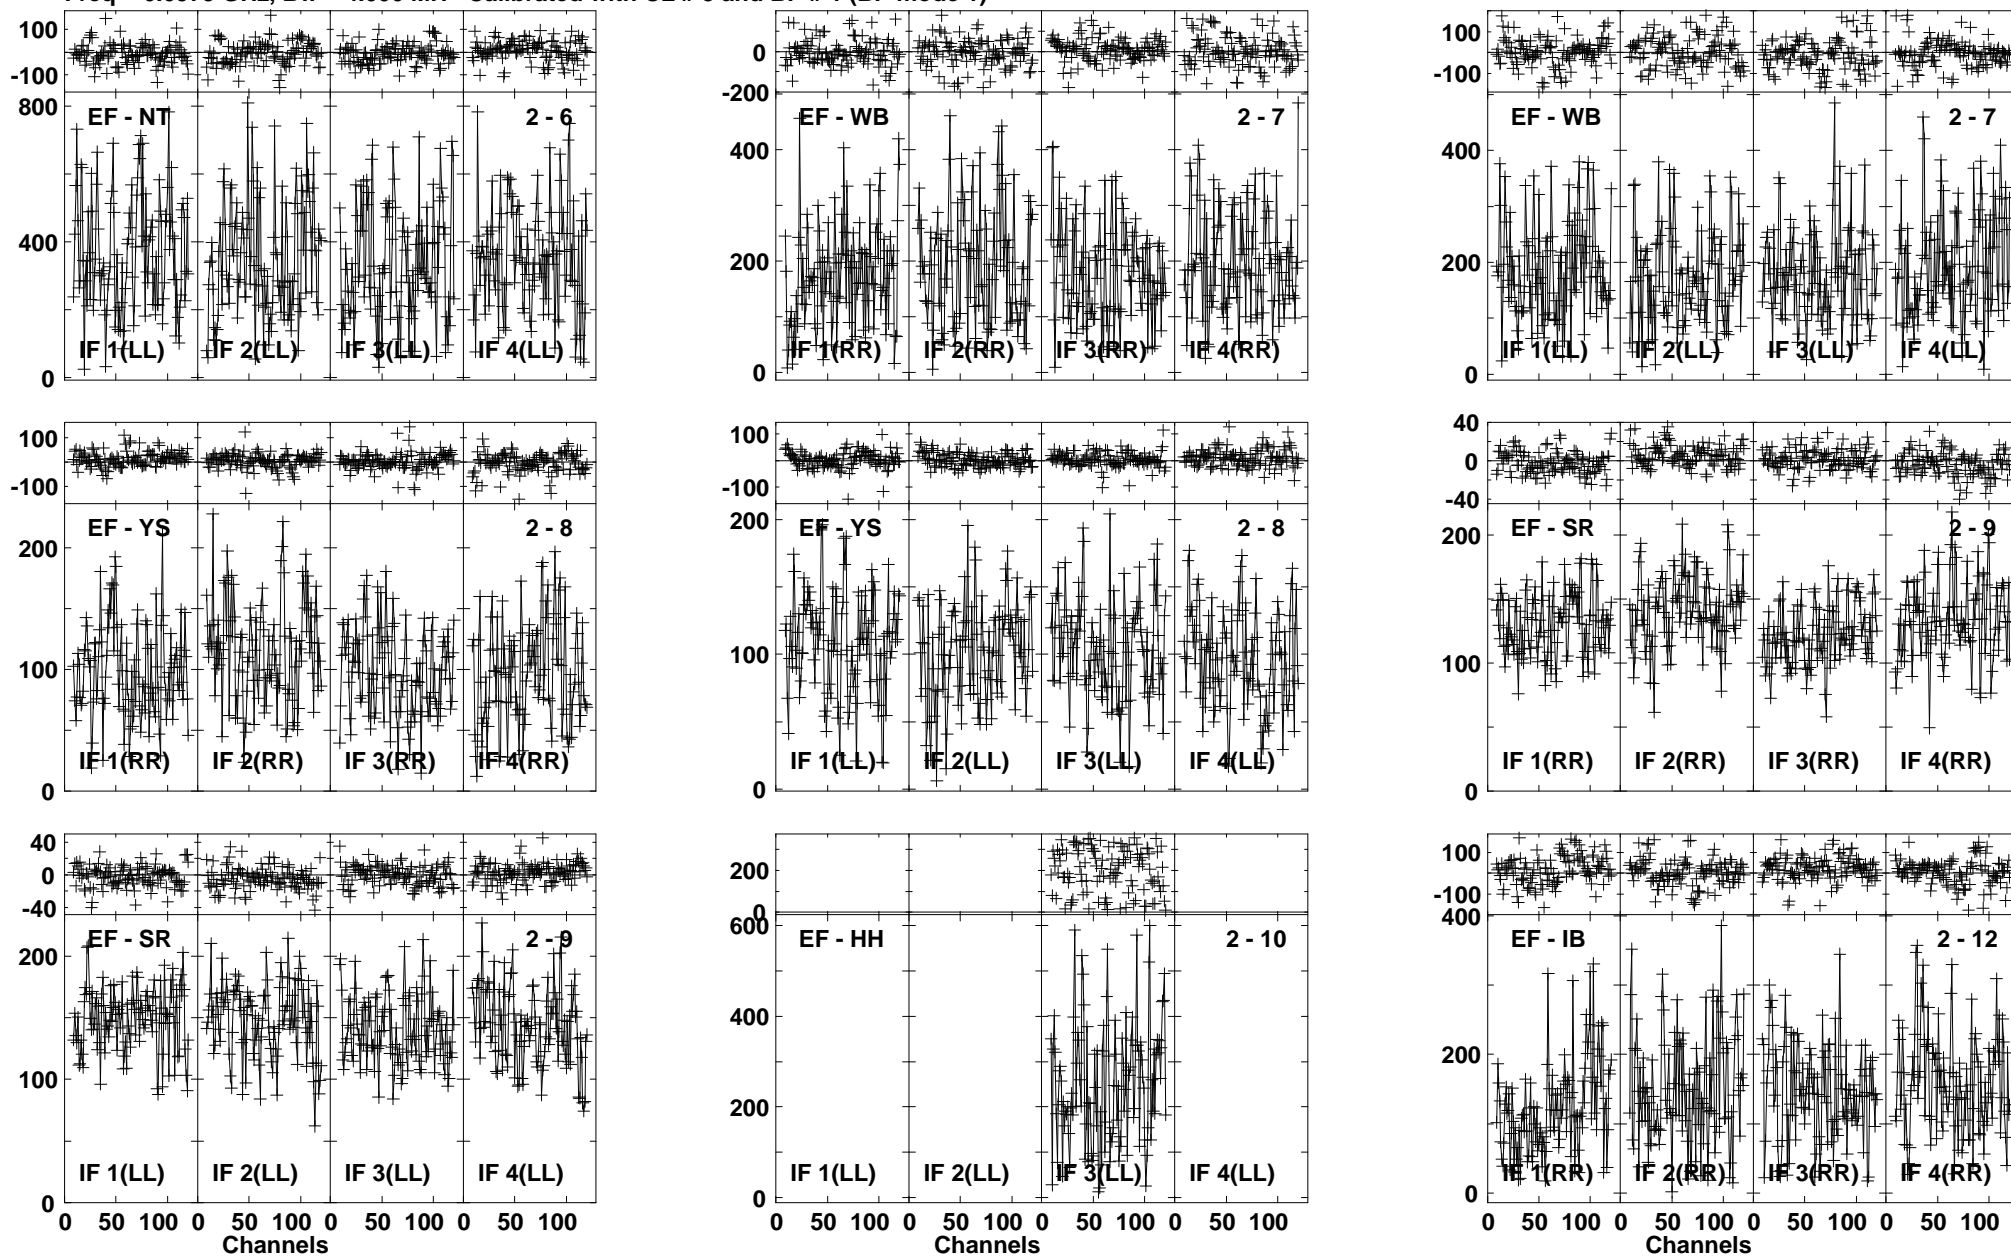 100
-100
800
400
0
EF - NT
2 - 6
IF 1(LL)
IF 2(LL)
IF 3(LL)
IF 4(LL)
0
-200
400
200
0
EF - WB
2 - 7
IF 1(RR)
IF 2(RR)
IF 3(RR)
IF 4(RR)
100
-100
400
200
0
EF - WB
2 - 7
IF 1(LL)
IF 2(LL)
IF 3(LL)
IF 4(LL)
100
-100
200
100
0
EF - YS
2 - 8
IF 1(RR)
IF 2(RR)
IF 3(RR)
IF 4(RR)
100
-100
200
100
0
EF - YS
2 - 8
IF 1(LL)
IF 2(LL)
IF 3(LL)
IF 4(LL)
40
0
-40
200
100
0
EF - SR
2 - 9
IF 1(RR)
IF 2(RR)
IF 3(RR)
IF 4(RR)
40
0
-40
200
100
0
EF - SR
2 - 9
IF 1(LL)
IF 2(LL)
IF 3(LL)
IF 4(LL)
0 50 100 0 50 100 0 50 100 0 50 100
Channels
200
0
600
400
200
0
EF - HH
2 - 10
IF 1(LL)
IF 2(LL)
IF 3(LL)
IF 4(LL)
0 50 100 0 50 100 0 50 100 0 50 100
Channels
100
-100
400
200
0
EF - IB
2 - 12
IF 1(RR)
IF 2(RR)
IF 3(RR)
IF 4(RR)
0 50 100 0 50 100 0 50 100 0 50 100
Channels